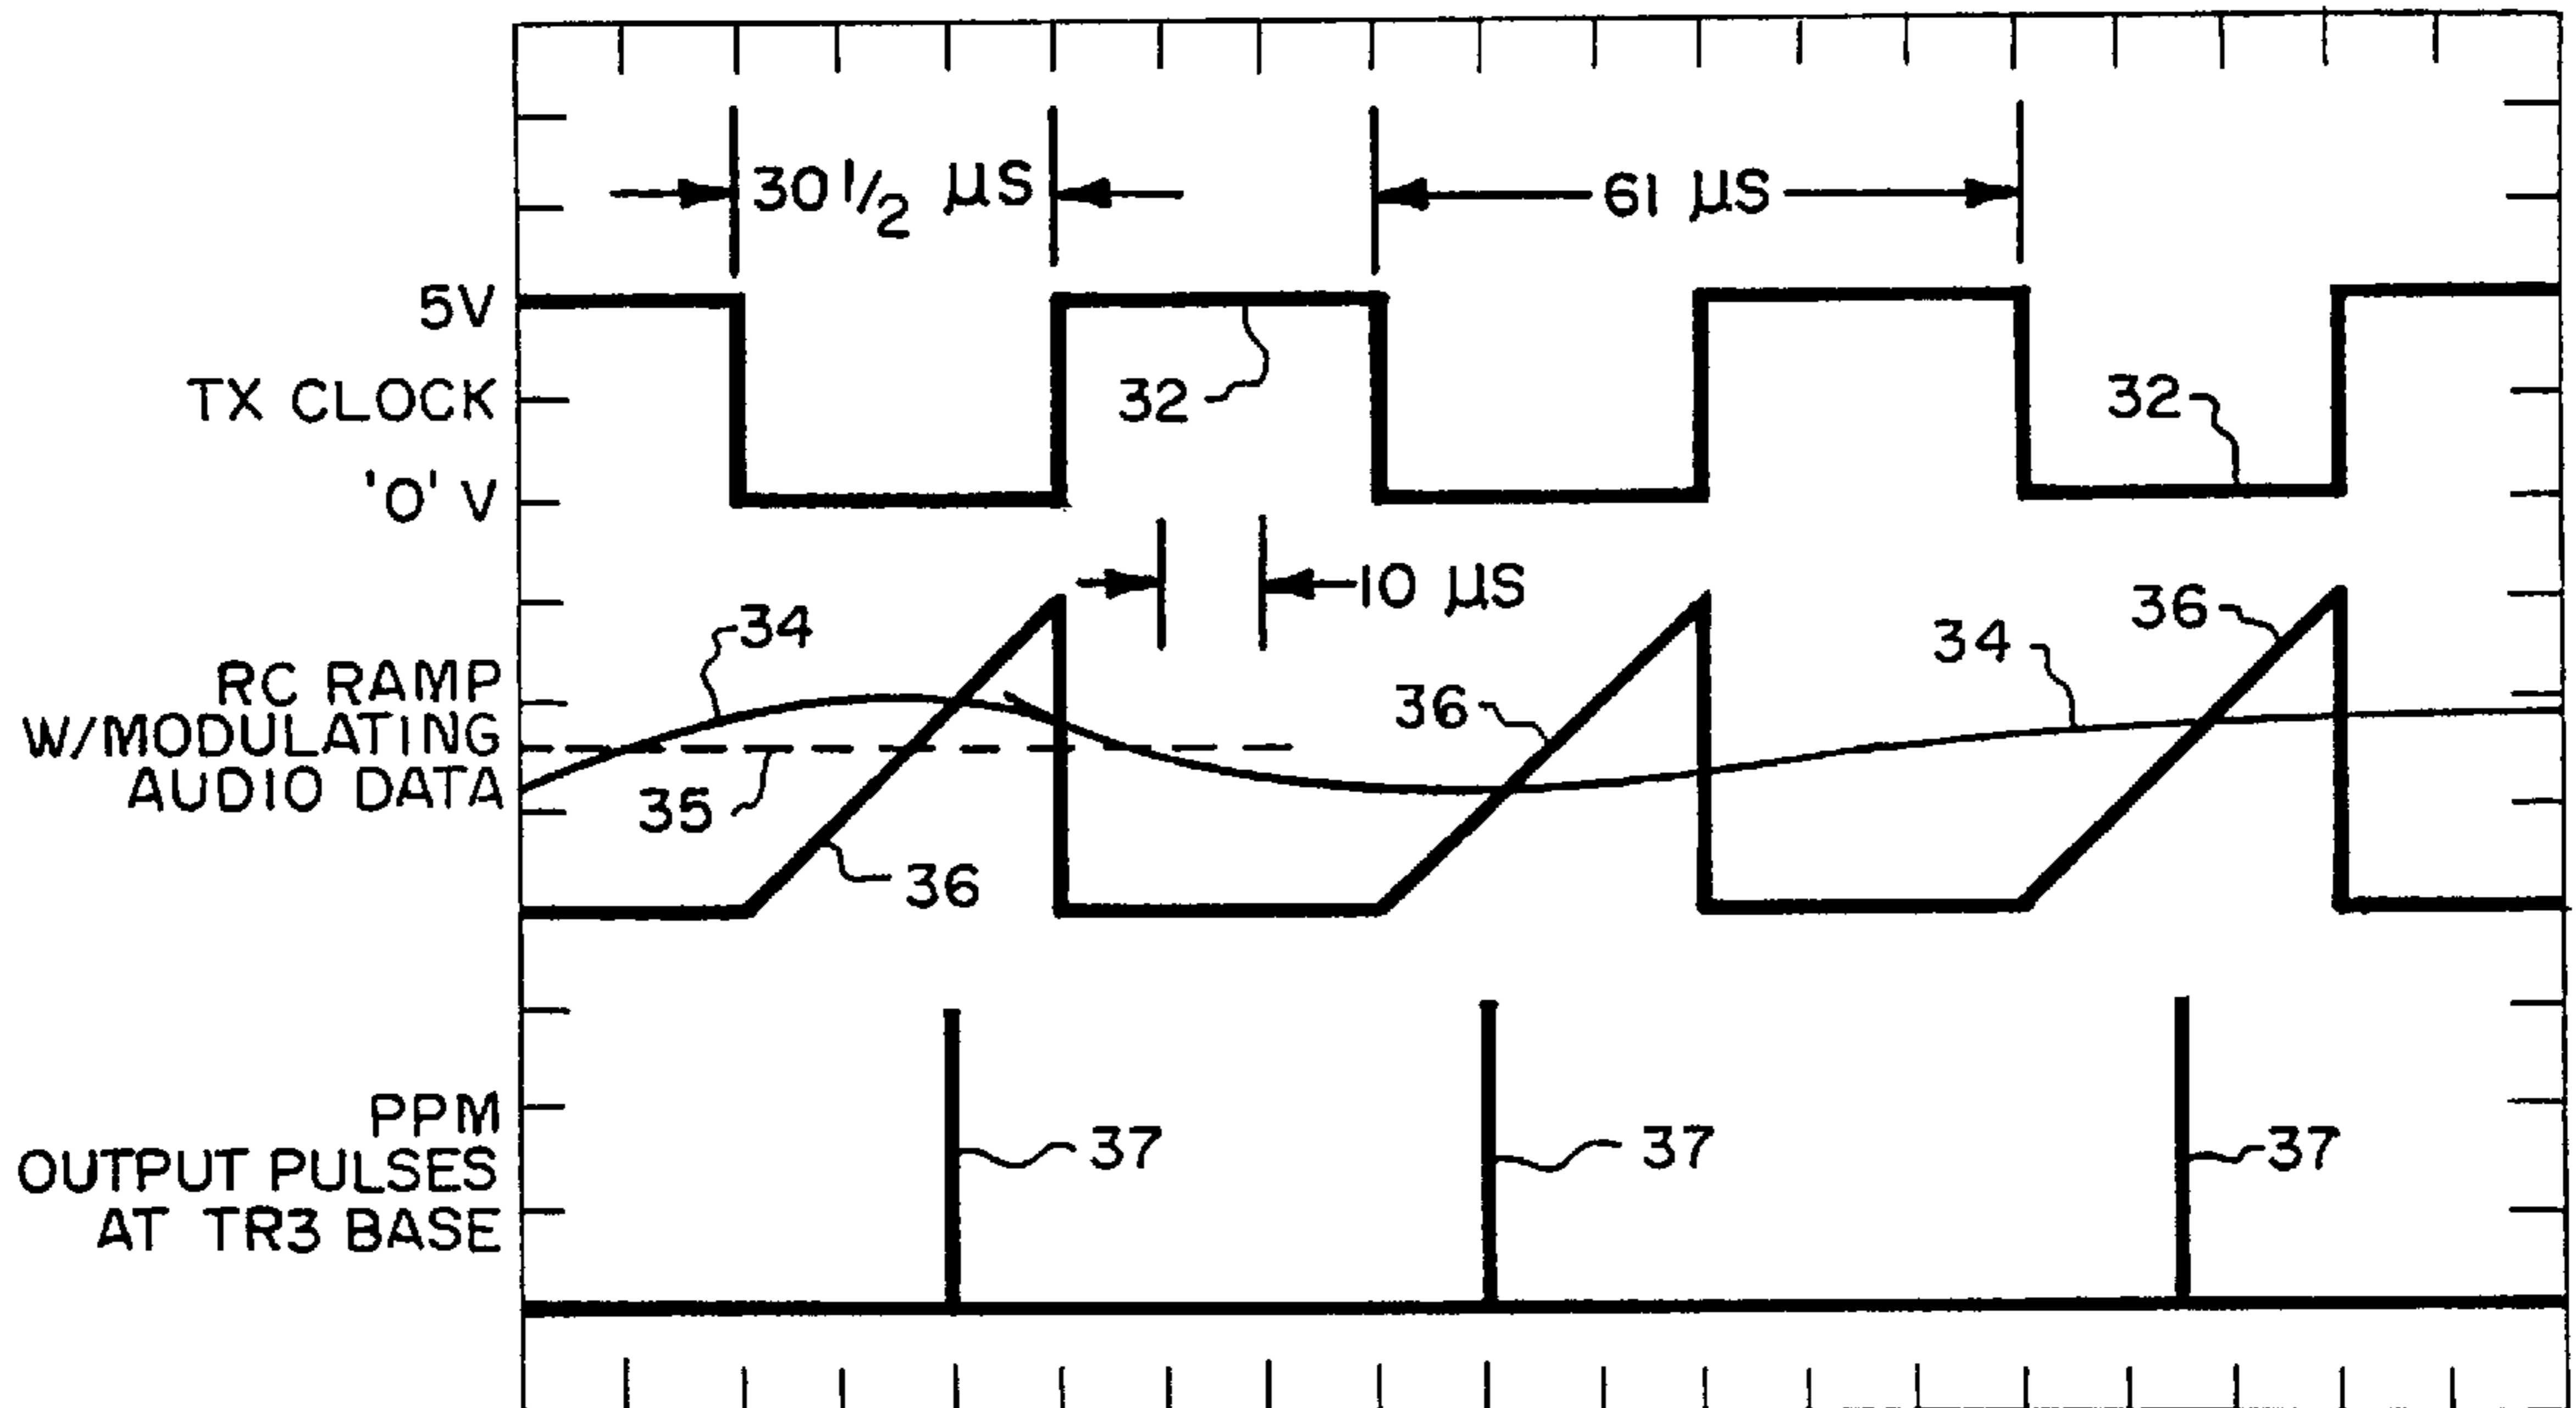 30 1/2 µS
61 µS
5V
TX CLOCK
'0' V
32
32
10 µS
34
36
34
RC RAMP
W/MODULATING
AUDIO DATA
36
35
36
PPM
OUTPUT PULSES
AT TR3 BASE
37
37
37